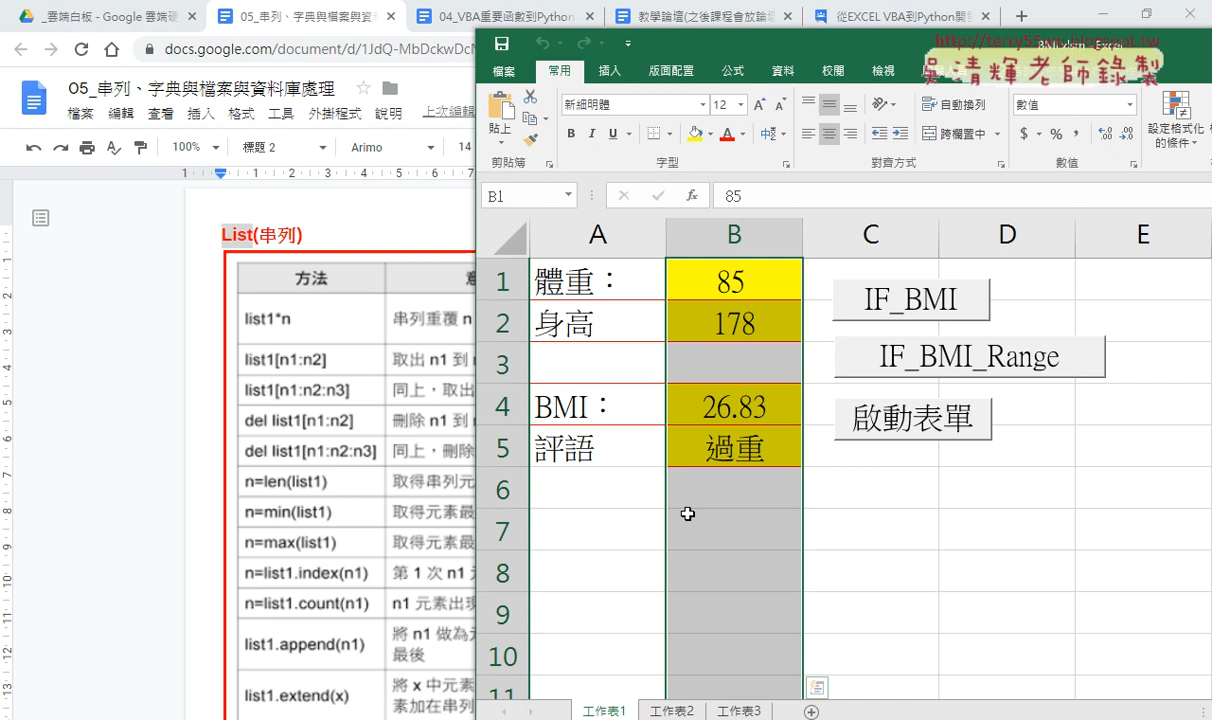 _雲端白板 - Google 雲端硬
05_串列、字典與檔案與資
04_VBA重要函數到Python
教學論壇(之後課程會放論壇
從EXCEL VBA到Python開
docs.google.com/document/d/1JdQ-MbDckwDcN
05_串列、字典與檔案與資料庫處理
檔案 編輯 查看 插入 格式 工具 外掛程式 說明 上次編輯
100% 標題 2 Arimo 14
List(串列)
方法
list1*n 串列重覆 n
list1[n1:n2] 取出 n1 到
list1[n1:n2:n3] 同上，取出
del list1[n1:n2] 刪除 n1 到
del list1[n1:n2:n3] 同上，刪除
n=len(list1) 取得串列元
n=min(list1) 取得元素最
n=max(list1) 取得元素最
n=list1.index(n1) 第 1 次 n1
n=list1.count(n1) n1 元素出現
list1.append(n1) 將 n1 做為元
最後
list1.extend(x) 將 x 中元素
素加在串列
http://terry55wu.blogspot.tw
吳清輝老師錄製
檔案 常用 插入 版面配置 公式 資料 校閱 檢視
貼上 新細明體 12 自動換列 數值 設定格式化
的條件
B I U 跨欄置中 $ %
剪貼簿 字型 對齊方式 數值
B1 fx 85
A B C D E
1 體重： 85 IF_BMI
2 身高 178
3 IF_BMI_Range
4 BMI： 26.83 啟動表單
5 評語 過重
6
7
8
9
10
11
工作表1 工作表2 工作表3